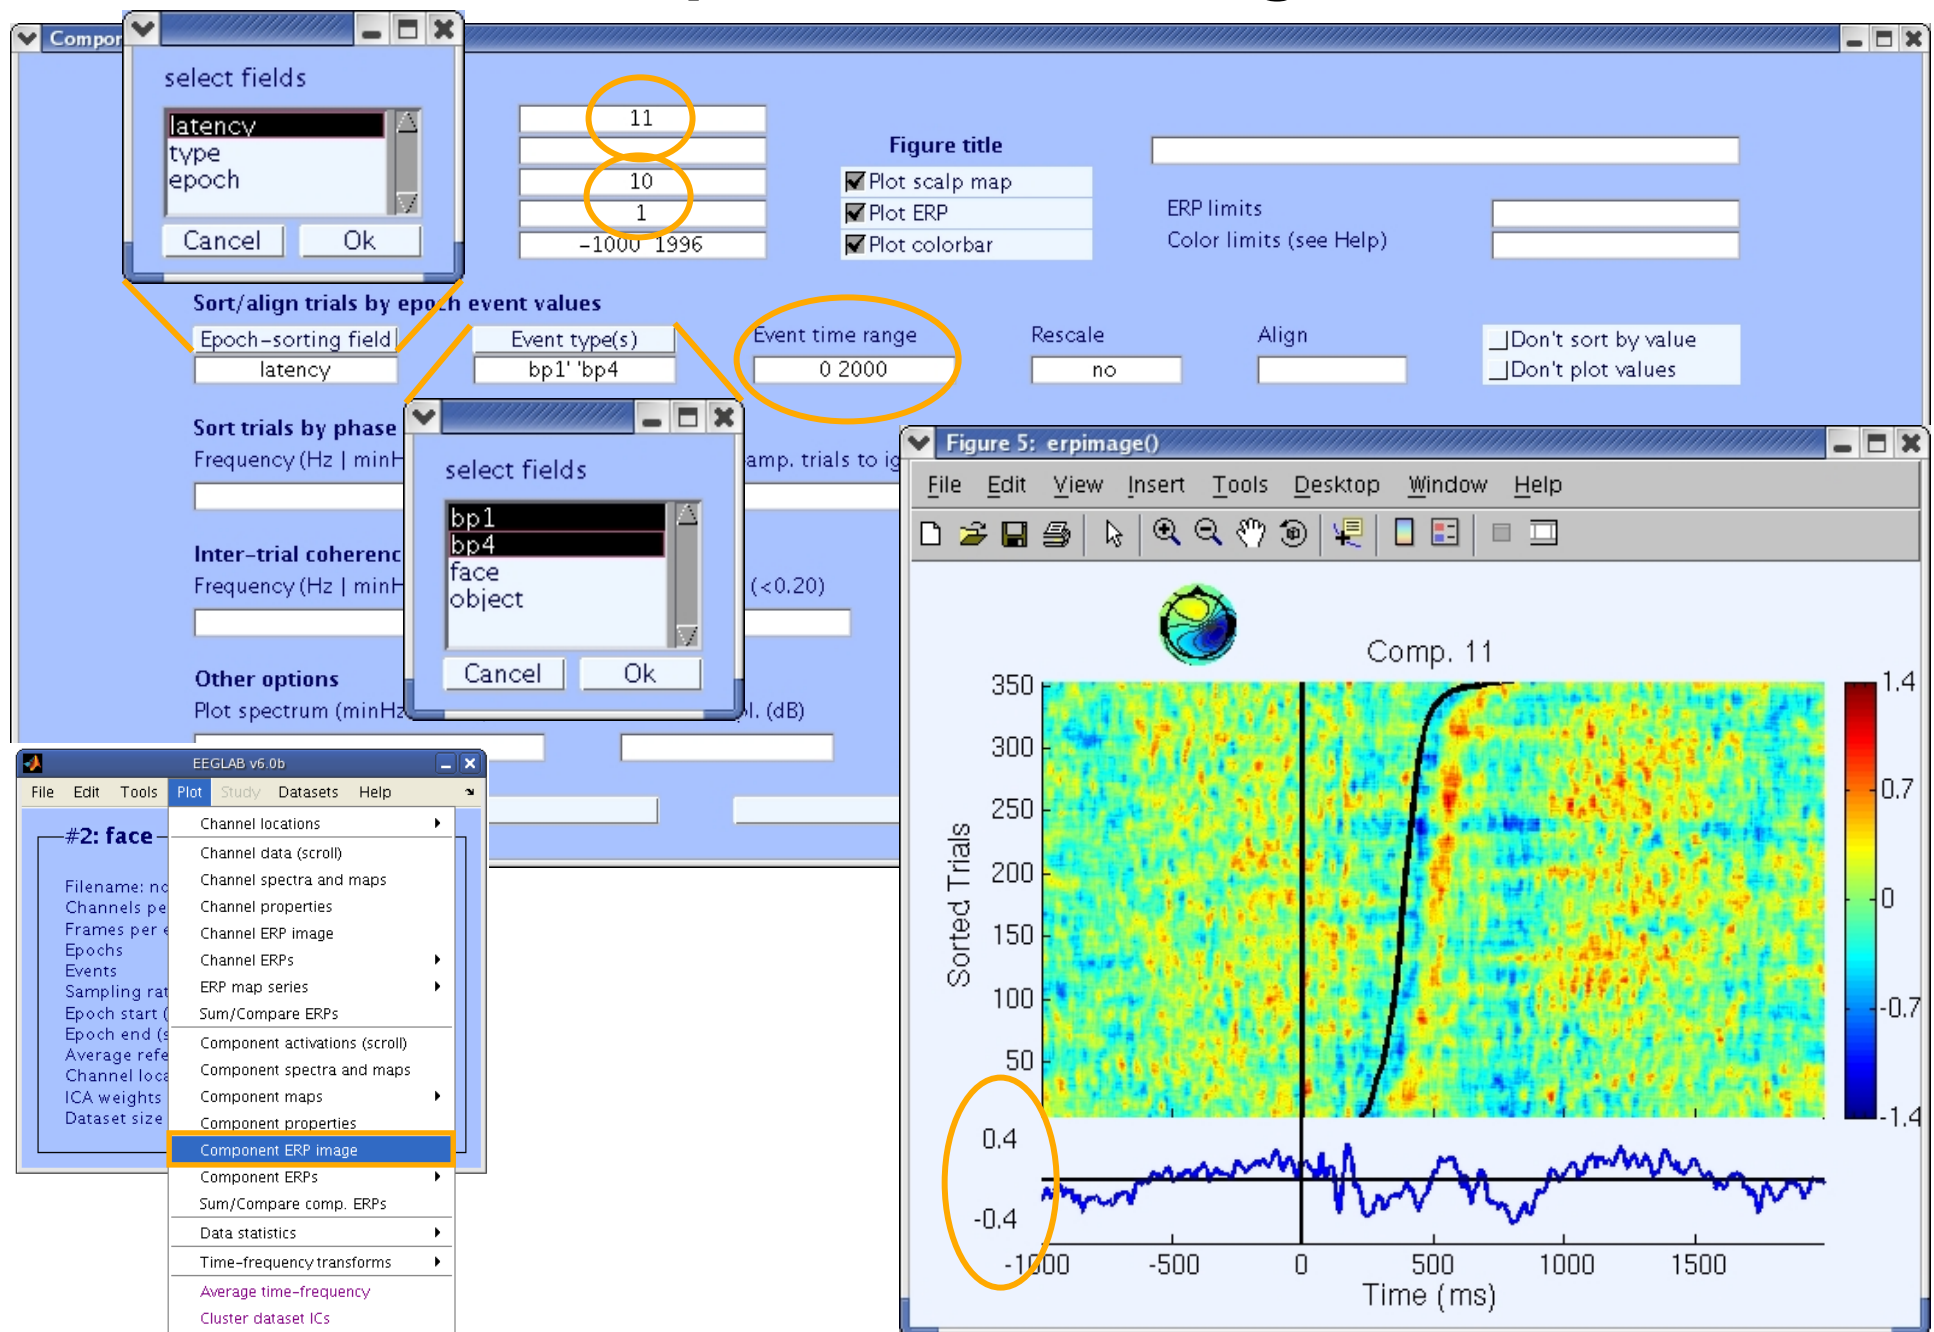 Compor
select fields
latency
type
epoch
Cancel
Ok
11
10
1
-1000 1996
Figure title
Plot scalp map
Plot ERP
Plot colorbar
ERP limits
Color limits (see Help)
Sort/align trials by epoch event values
Epoch-sorting field
Event type(s)
Event time range
Rescale
Align
Don't sort by value
latency
bp1' 'bp4
0 2000
no
Don't plot values
Sort trials by phase
Frequency (Hz | minH
amp. trials to ig
select fields
bp1
bp4
face
object
Cancel
Ok
Inter-trial coherenc
Frequency (Hz | minH
(<0.20)
Other options
Plot spectrum (minHz
pl. (dB)
EEGLAB v6.0b
File Edit Tools Plot Study Datasets Help
#2: face
Filename: no
Channels pe
Frames per e
Epochs
Events
Sampling rat
Epoch start (
Epoch end (s
Average refe
Channel loca
ICA weights
Dataset size
Channel locations
Channel data (scroll)
Channel spectra and maps
Channel properties
Channel ERP image
Channel ERPs
ERP map series
Sum/Compare ERPs
Component activations (scroll)
Component spectra and maps
Component maps
Component properties
Component ERP image
Component ERPs
Sum/Compare comp. ERPs
Data statistics
Time-frequency transforms
Average time-frequency
Cluster dataset ICs
Figure 5: erpimage()
File Edit View Insert Tools Desktop Window Help
Comp. 11
Sorted Trials
350
300
250
200
150
100
50
1.4
0.7
0
-0.7
-1.4
0.4
-0.4
-1000 -500 0 500 1000 1500
Time (ms)